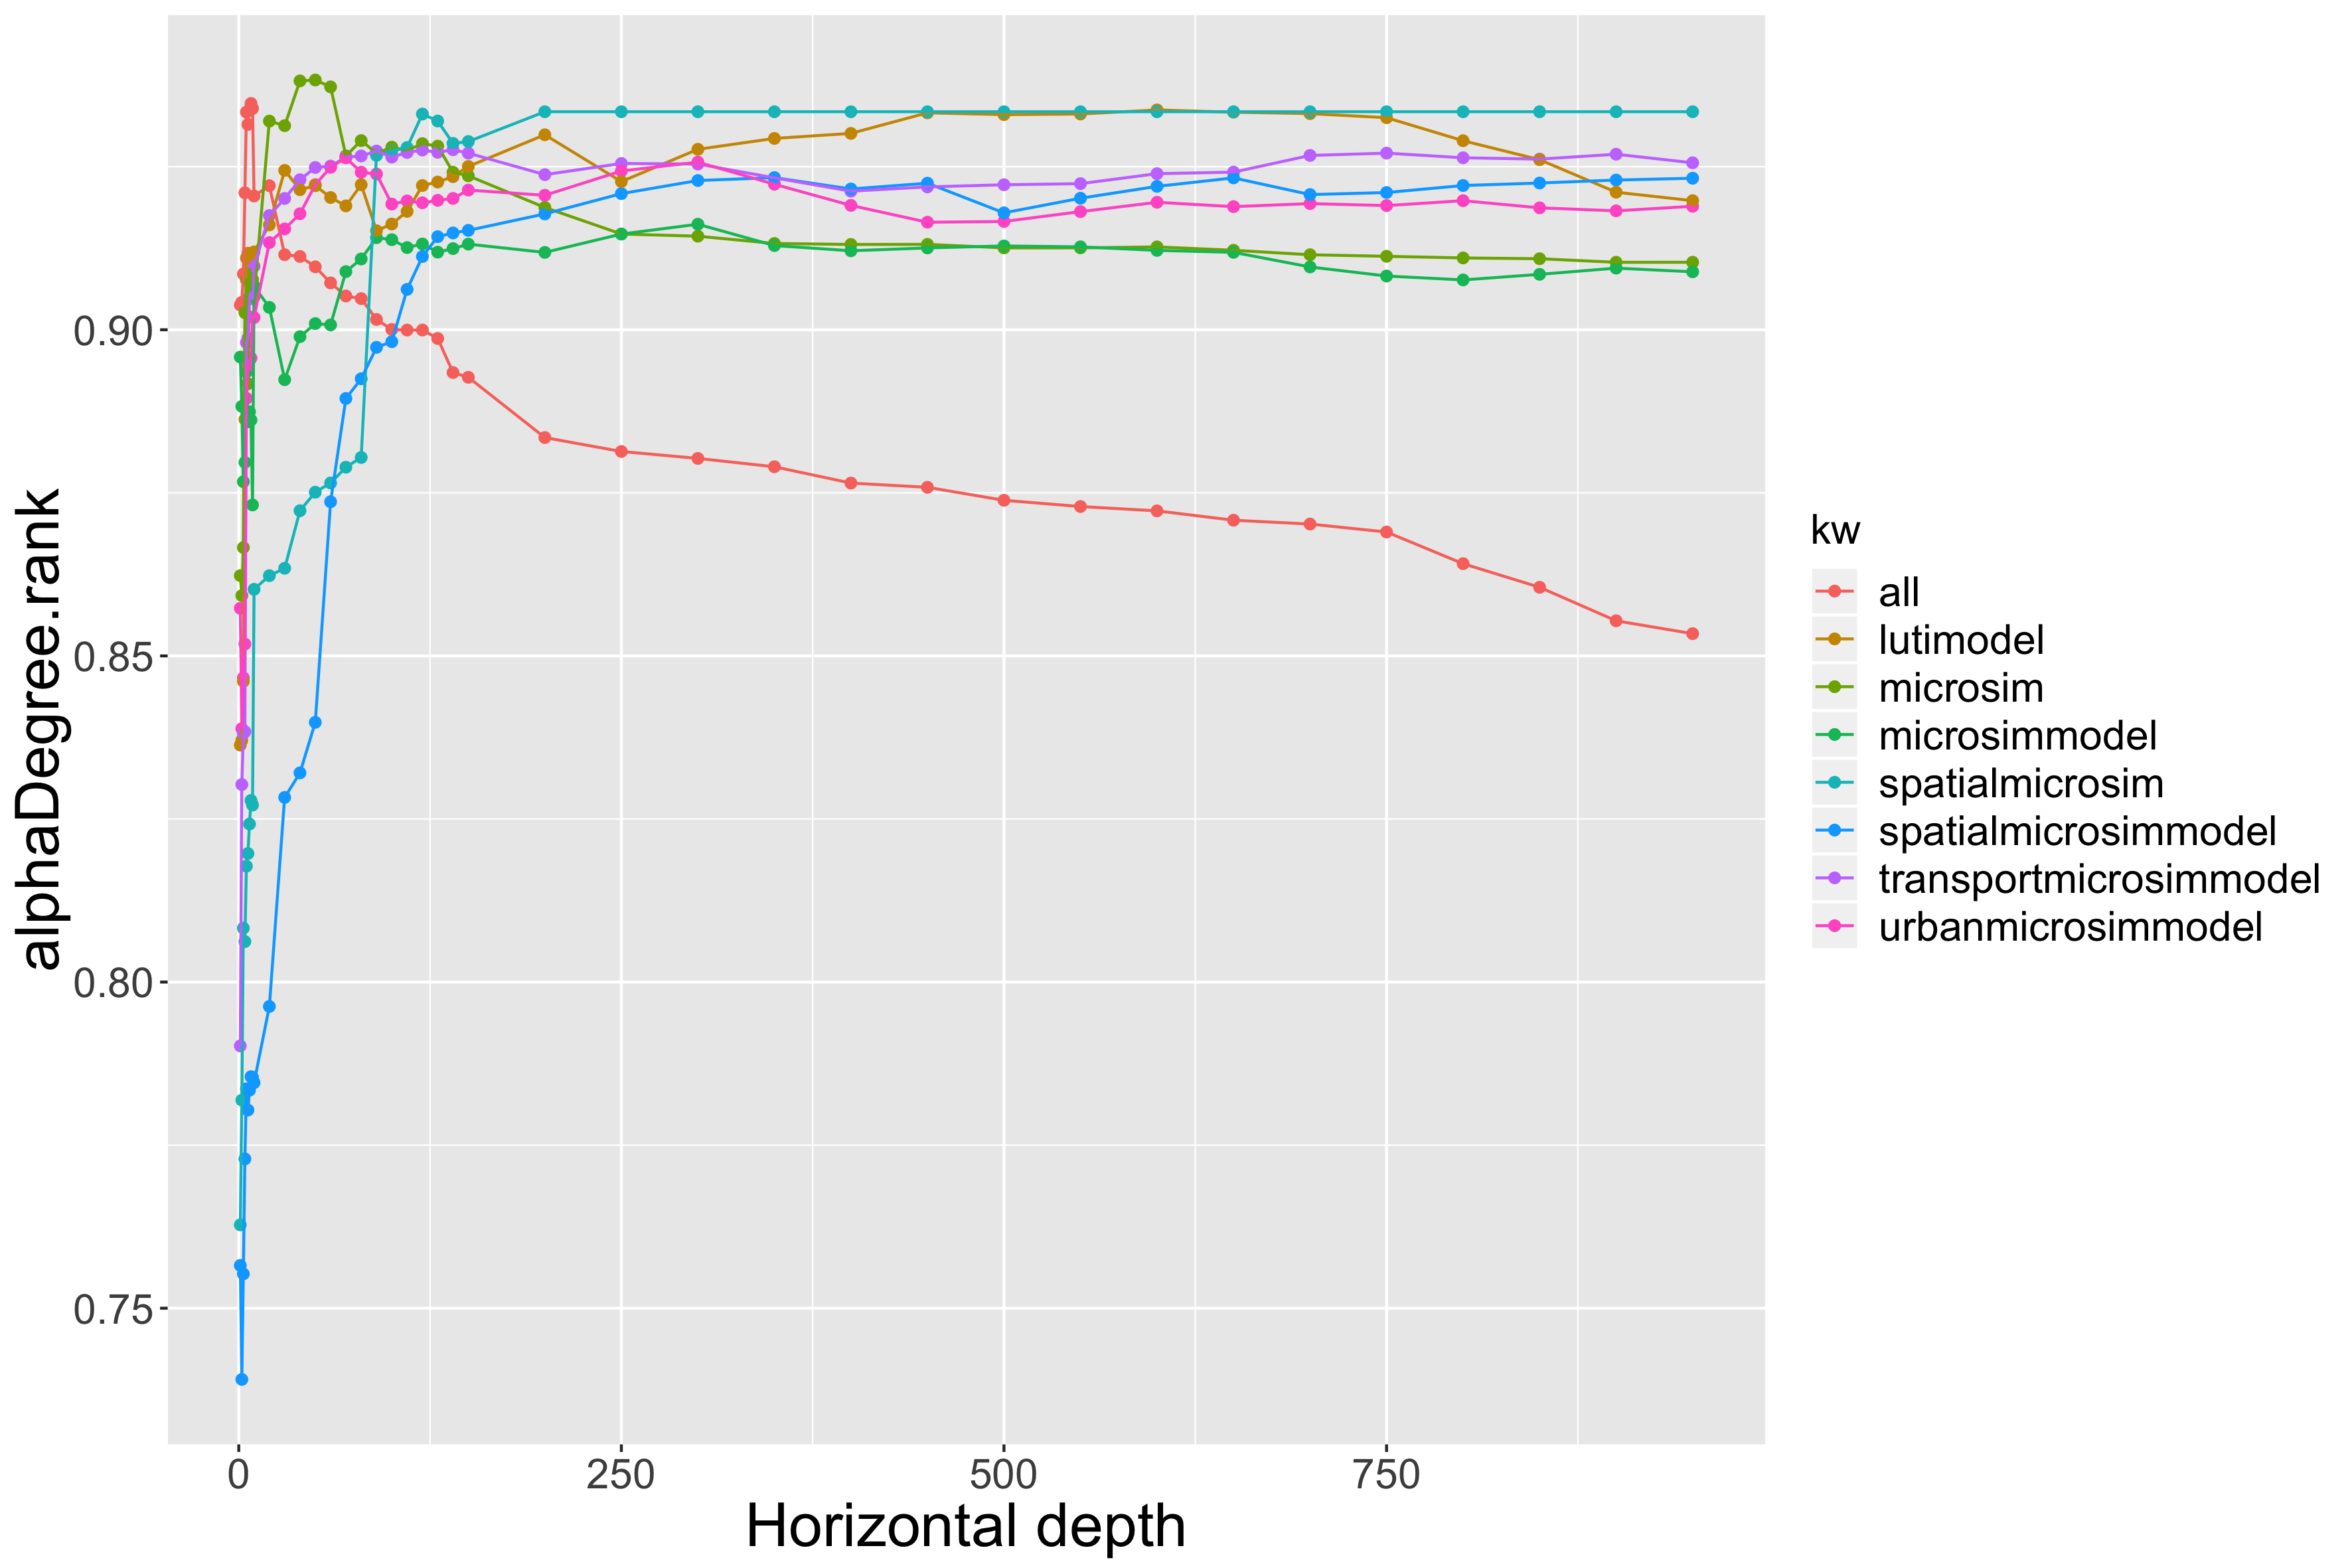 alphaDegree.rank
0.90
0.85
0.80
0.75
0
250
500
750
Horizontal depth
kw
all
lutimodel
microsim
microsimmodel
spatialmicrosim
spatialmicrosimmodel
transportmicrosimmodel
urbanmicrosimmodel